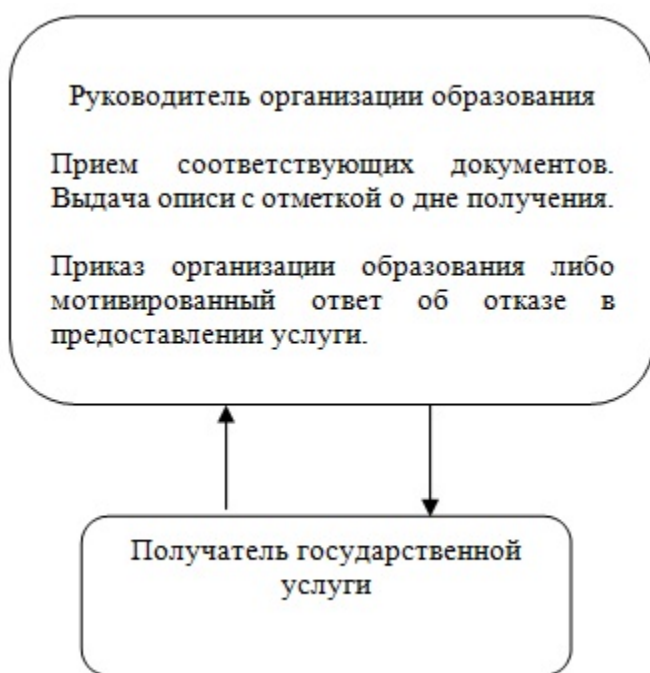 Руководитель организации образования
Прием соответствующих документов.
Выдача описи с отметкой о дне получения.
Приказ организации образования либо
мотивированный ответ об отказе в
предоставлении услуги.
Получатель государственной
услуги